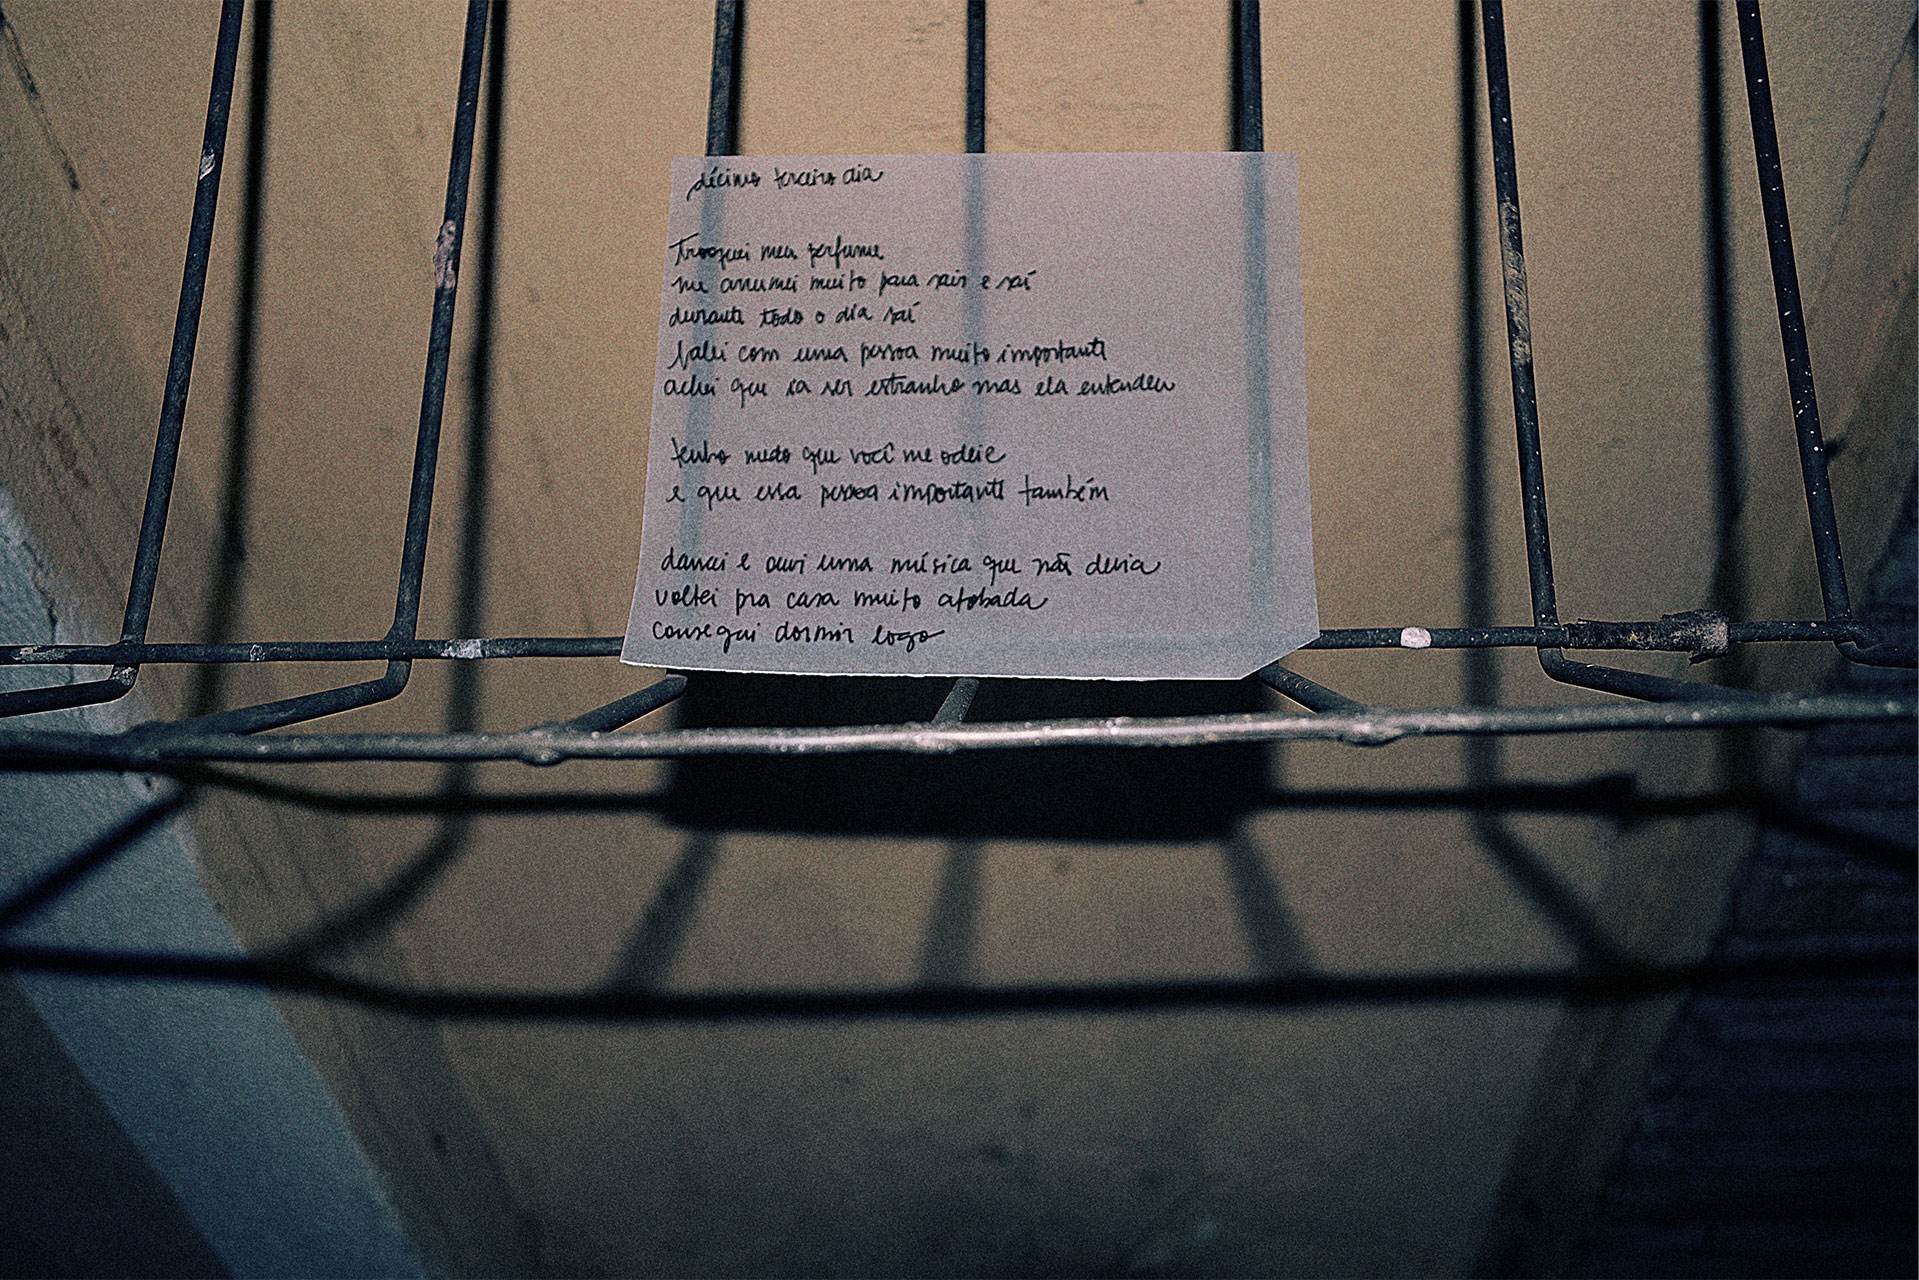 décimo terceiro dia
Troquei meu perfume
me arrumei muito para sair e saí
durante todo o dia saí
falei com uma pessoa muito importante
achei que ia ser estranho mas ela entendeu
tenho medo que você me odeie
e que essa pessoa importante também
dancei e ouvi uma música que não devia
voltei pra casa muito afobada
consegui dormir logo